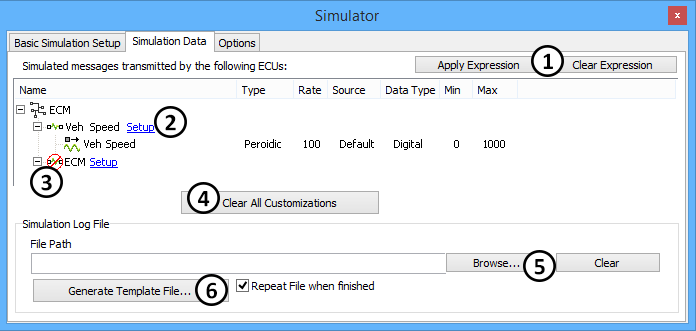 Simulator
x
Basic Simulation Setup Simulation Data Options
Simulated messages transmitted by the following ECUs: Apply Expression 1 Clear Expression
Name Type Rate Source Data Type Min Max
ECM
Veh Speed Setup 2
Veh Speed Peroidic 100 Default Digital 0 1000
ECM Setup
3
4 Clear All Customizations
Simulation Log File
File Path
Browse... 5 Clear
Generate Template File... 6 Repeat File when finished